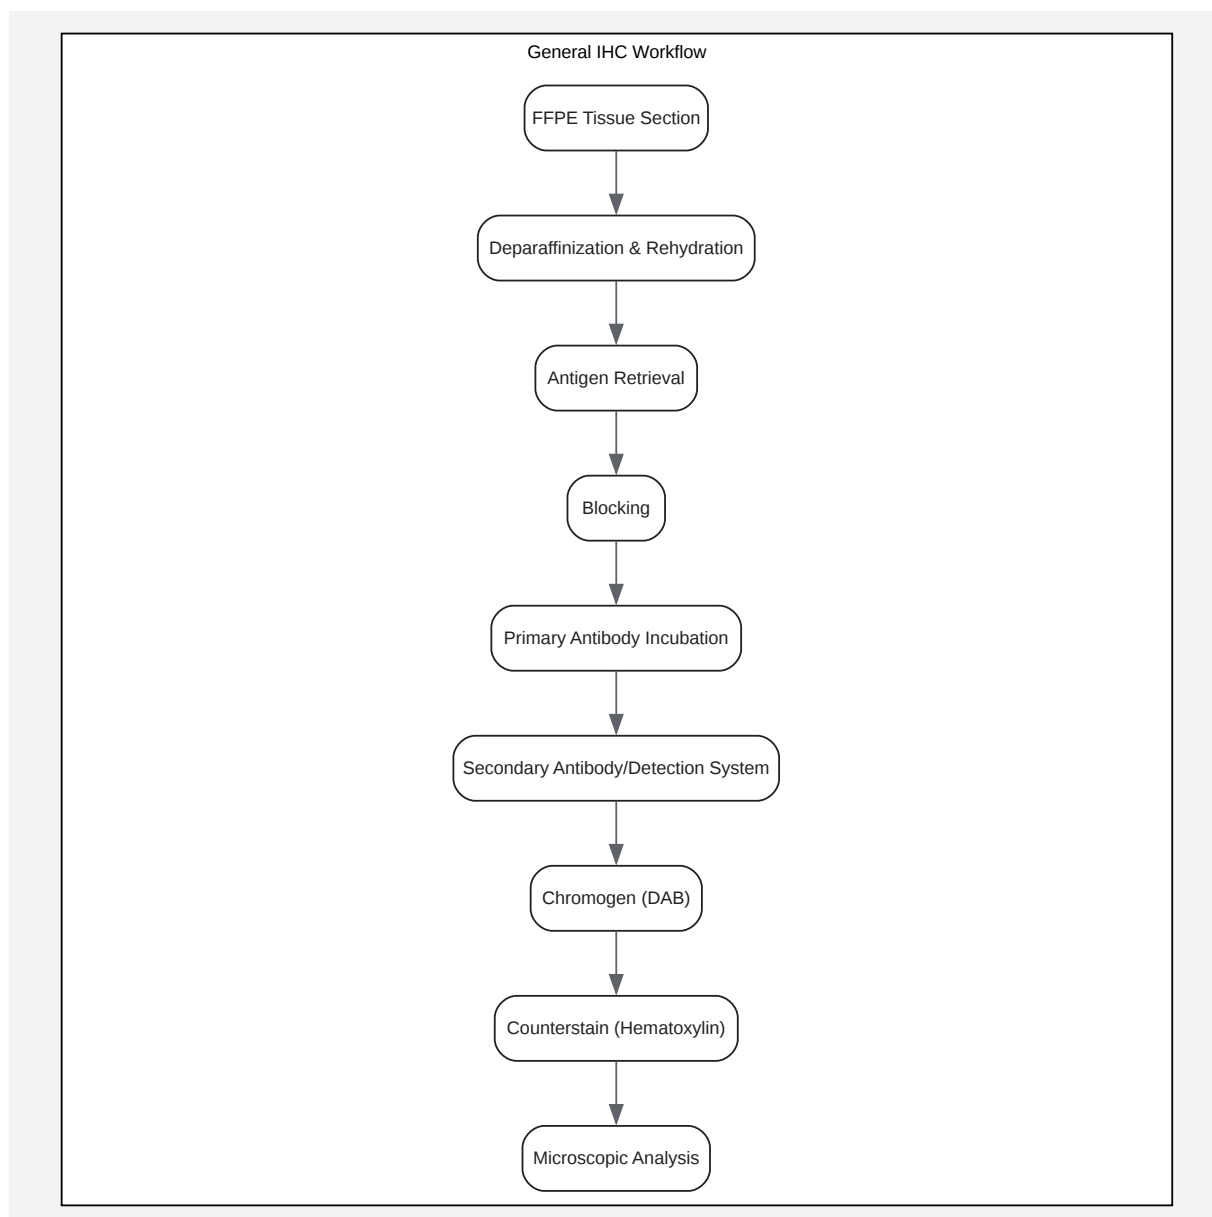 General IHC Workflow
FFPE Tissue Section
Deparaffinization & Rehydration
Antigen Retrieval
Blocking
Primary Antibody Incubation
Secondary Antibody/Detection System
Chromogen (DAB)
Counterstain (Hematoxylin)
Microscopic Analysis